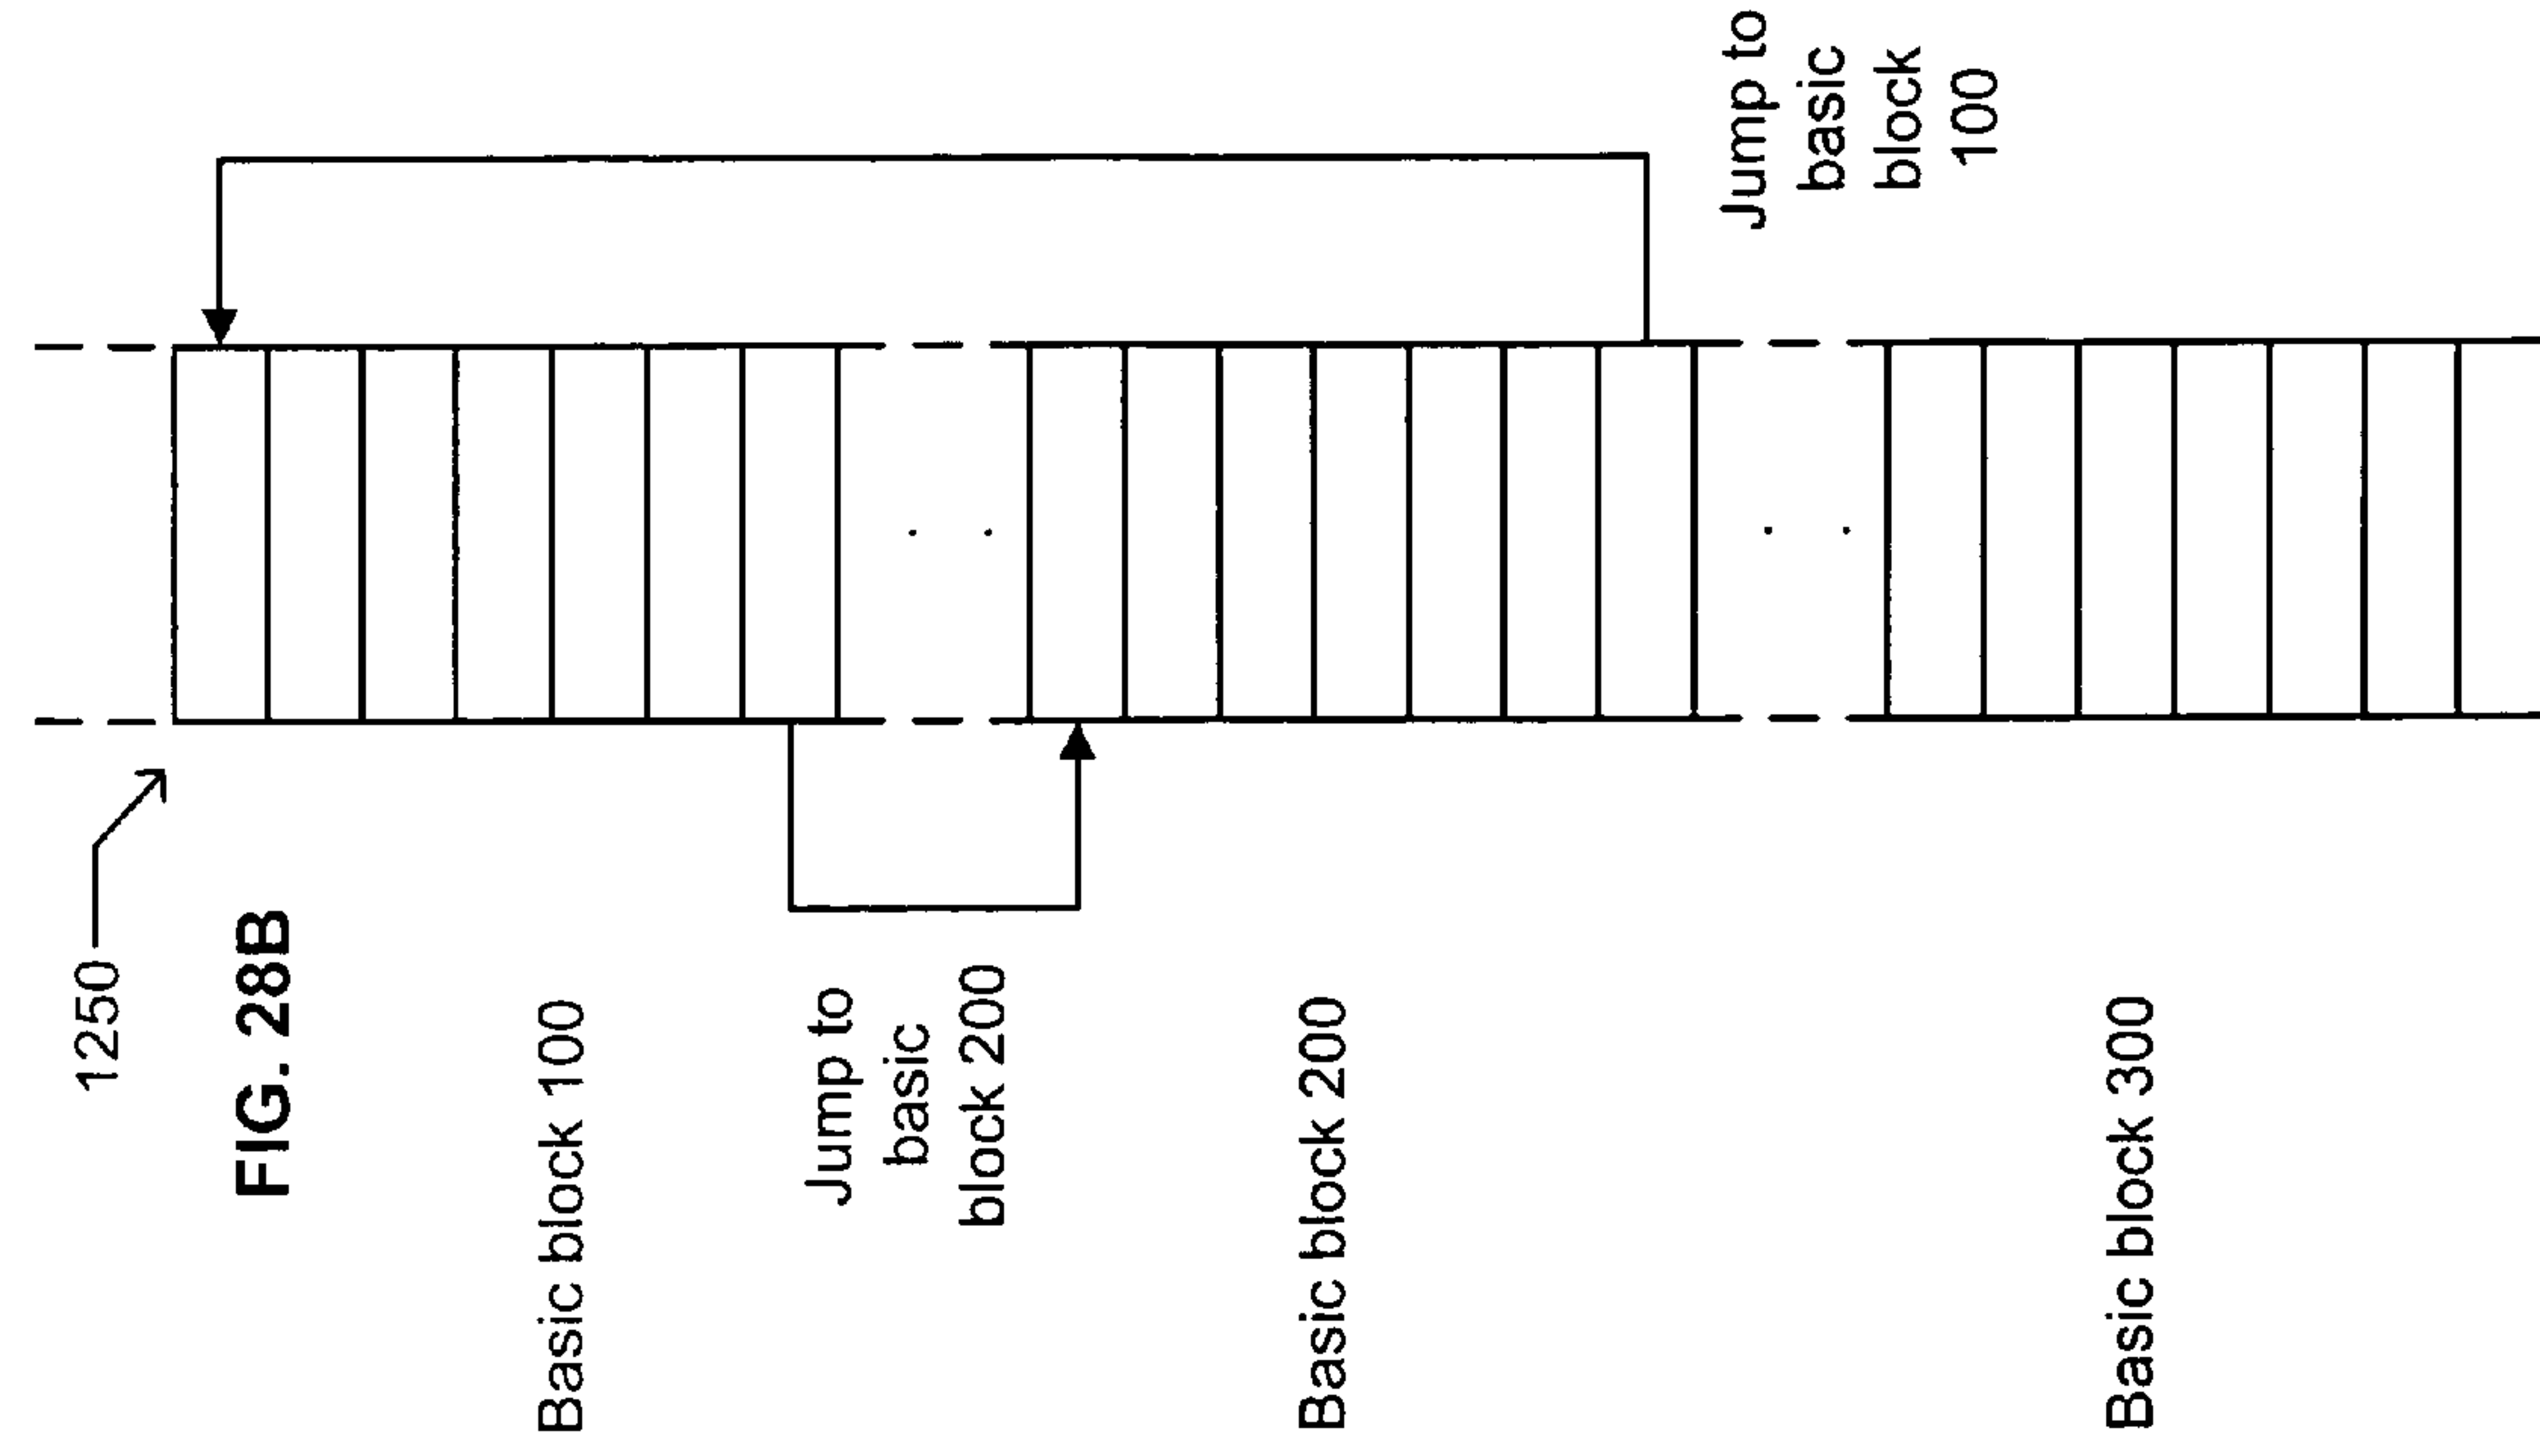 1250
FIG. 28B
Basic block 100
Jump to
basic
block 200
Basic block 200
Jump to
basic
block
100
Basic block 300